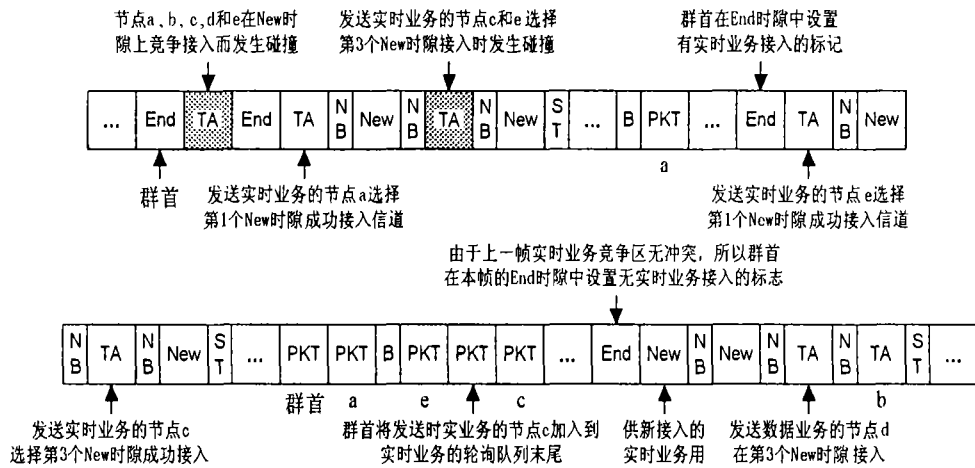 节点a、b、c,d和e在New时
隙上竞争接入而发生碰撞
发送实时业务的节点c和e选择
第3个New时隙接入时发生碰撞
群首在End时隙中设置
有实时业务接入的标记
... End TA End TA NB New NB TA NB New ST ... B PKT ... End TA NB New
群首
a
发送实时业务的节点a选择
第1个New时隙成功接入信道
发送实时业务的节点e选择
第1个New时隙成功接入信道
由于上一帧实时业务竞争区无冲突，所以群首
在本帧的End时隙中设置无实时业务接入的标志
NB TA NB New ST ... PKT PKT B PKT PKT PKT ... End New NB New NB TA NB TA ST ...
群首 a e c b
发送实时业务的节点c
选择第3个New时隙成功接入
群首将发送时实业务的节点c加入到
实时业务的轮询队列末尾
供新接入的
实时业务用
发送数据业务的节点d
在第3个New时隙接入